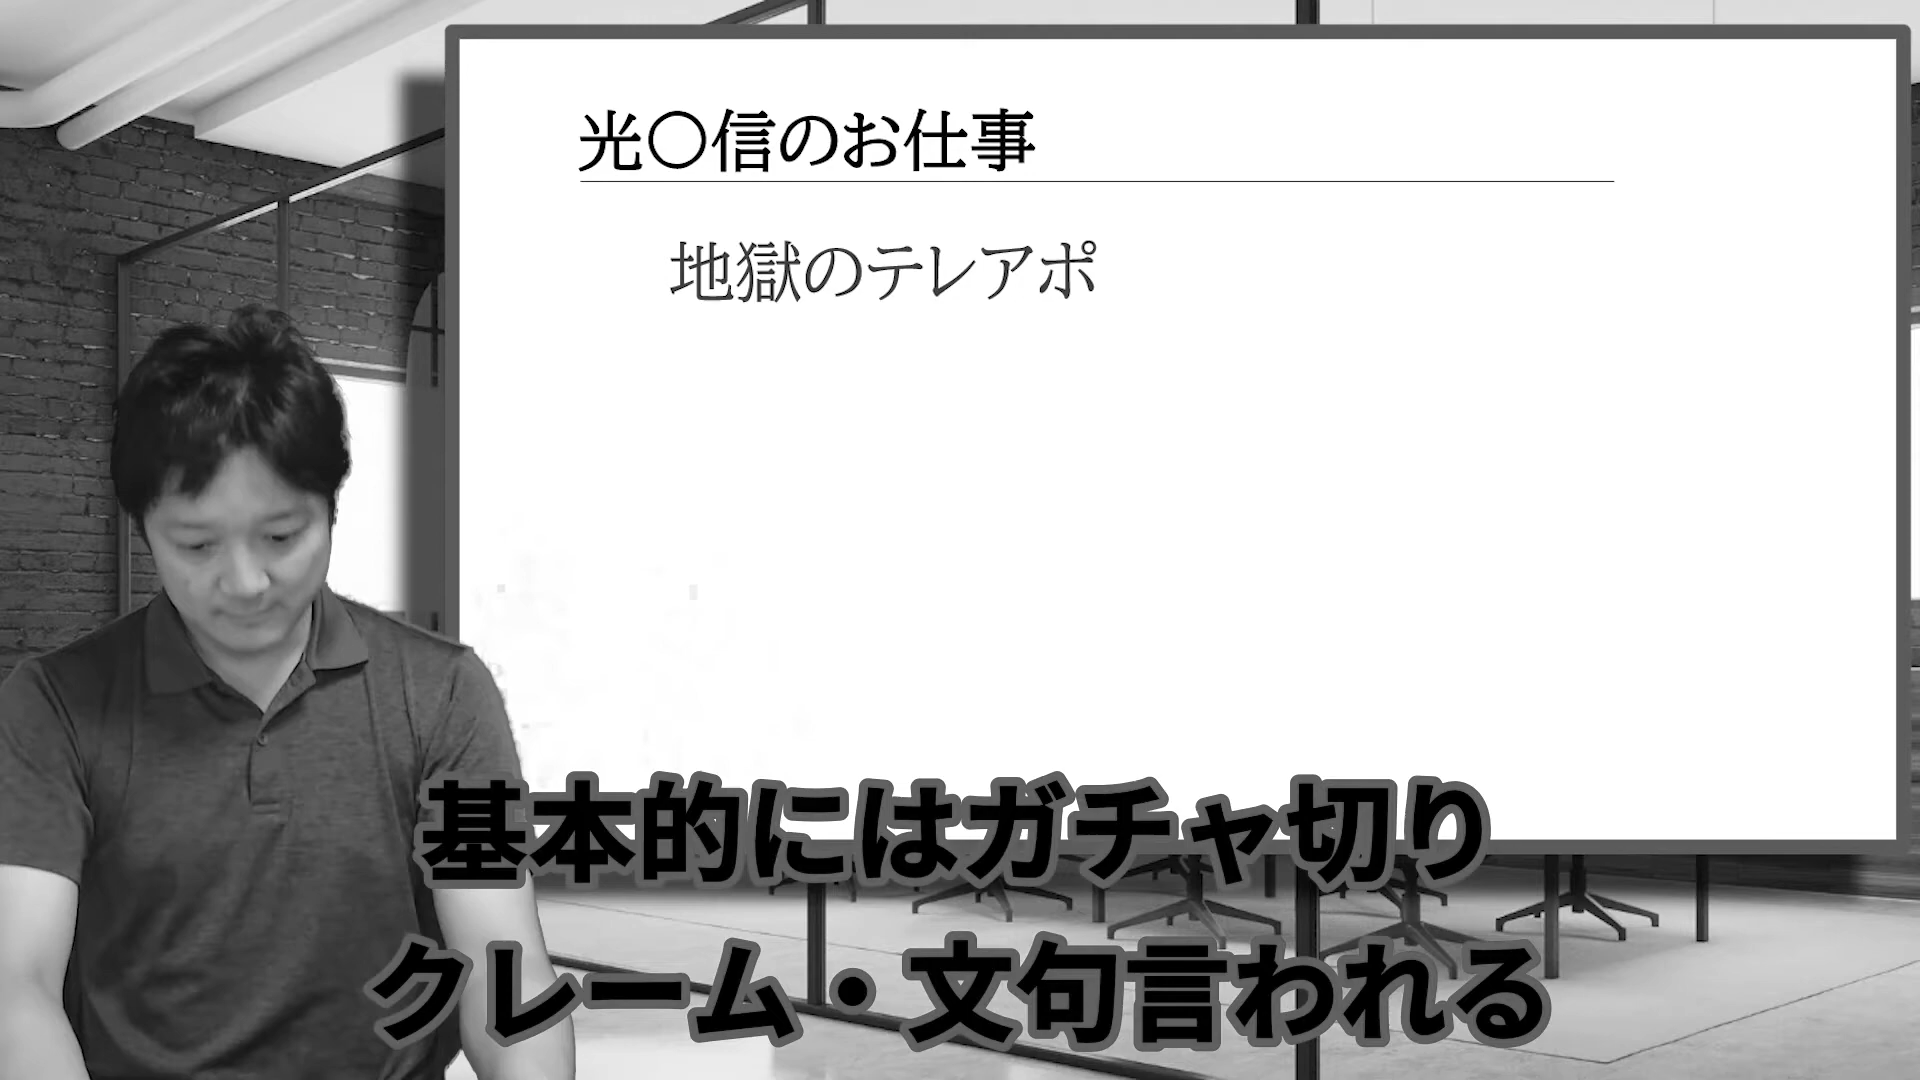 光〇信のお仕事
地獄のテレアポ
基本的にはガチャ切り
クレーム・文句言われる